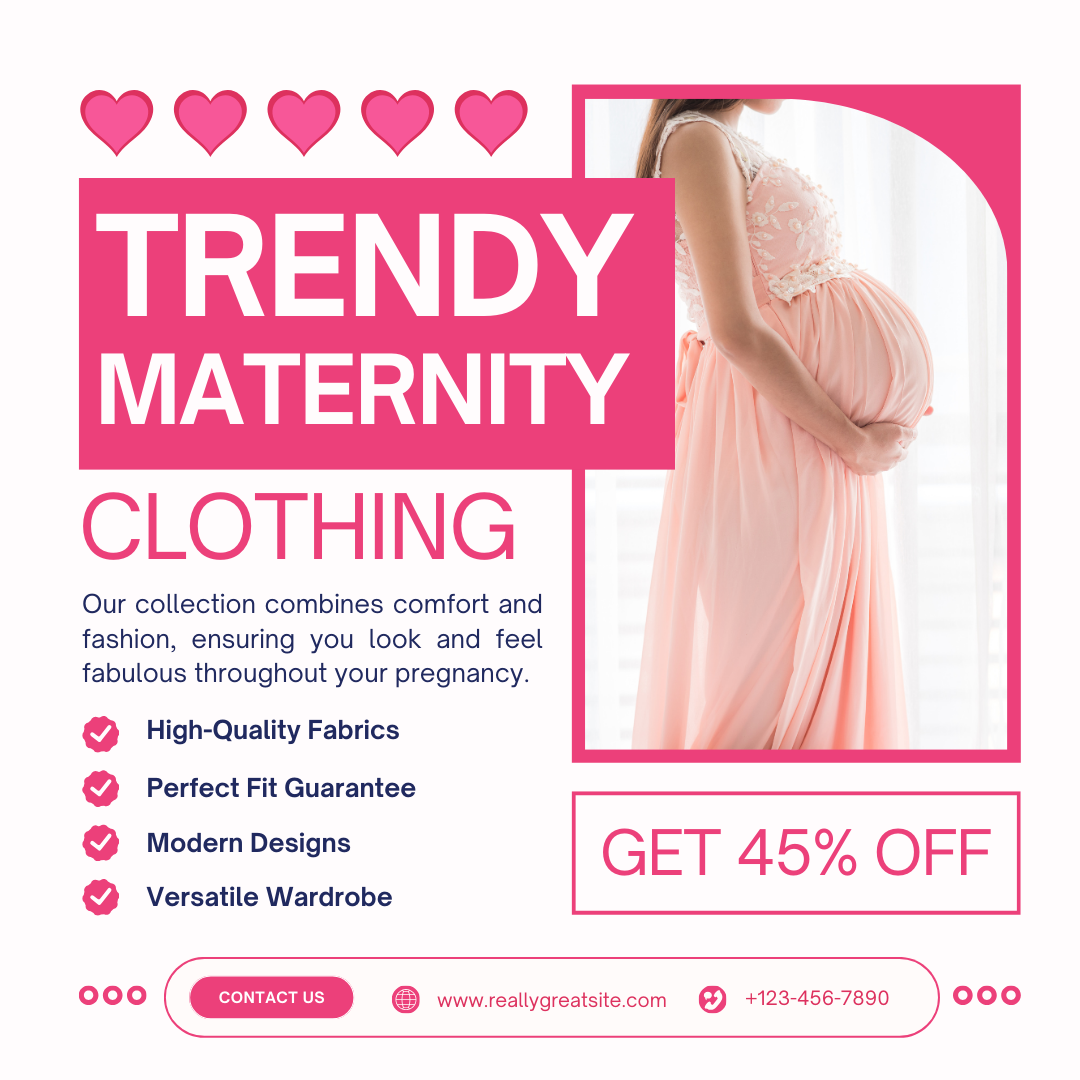 TRENDY
MATERNITY
CLOTHING
Our collection combines comfort and
fashion, ensuring you look and feel
fabulous throughout your pregnancy.
High-Quality Fabrics
Perfect Fit Guarantee
Modern Designs
Versatile Wardrobe
GET 45% OFF
CONTACT US www.reallygreatsite.com +123-456-7890